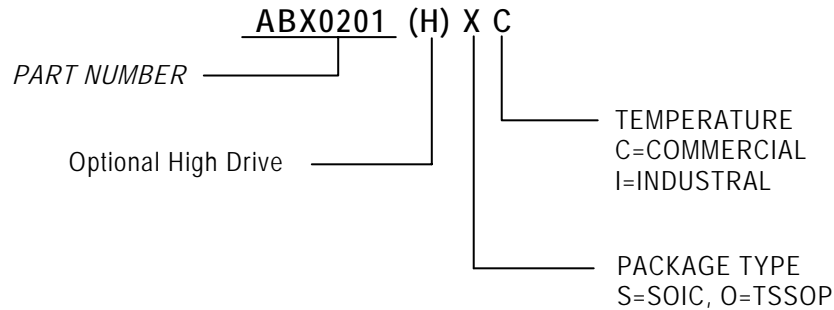 ABX0201 (H) X C
PART NUMBER
Optional High Drive
TEMPERATURE
C=COMMERCIAL
I=INDUSTRAL
PACKAGE TYPE
S=SOIC, O=TSSOP